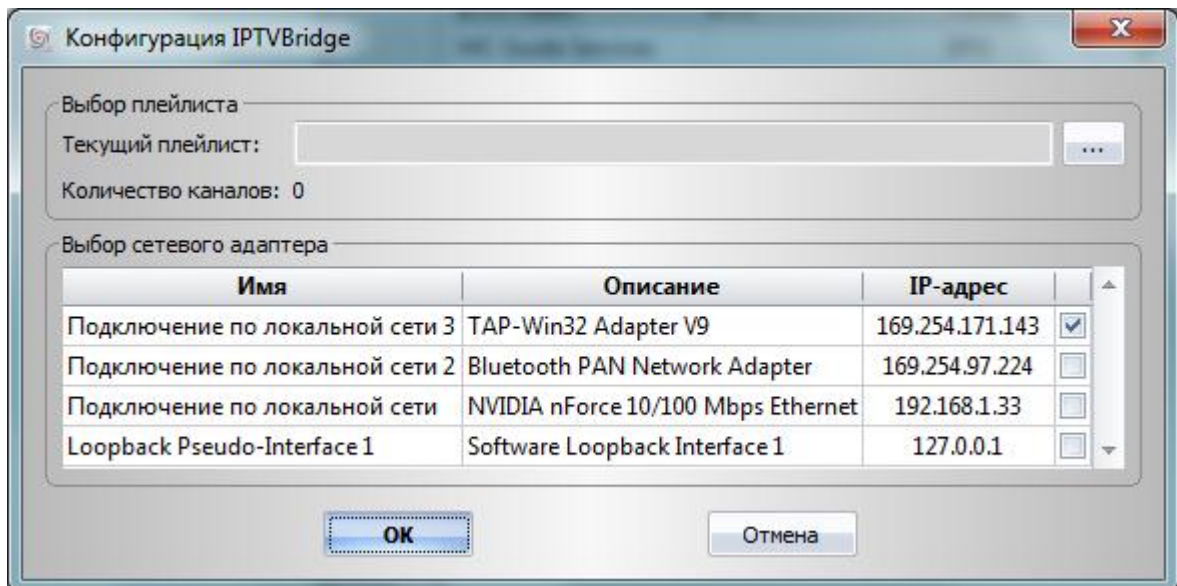 Конфигурация IPTVBridge
Выбор плейлиста
Текущий плейлист:
...
Количество каналов: 0
Выбор сетевого адаптера
Имя Описание IP-адрес
Подключение по локальной сети 3 TAP-Win32 Adapter V9 169.254.171.143
Подключение по локальной сети 2 Bluetooth PAN Network Adapter 169.254.97.224
Подключение по локальной сети NVIDIA nForce 10/100 Mbps Ethernet 192.168.1.33
Loopback Pseudo-Interface 1 Software Loopback Interface 1 127.0.0.1
ОК Отмена